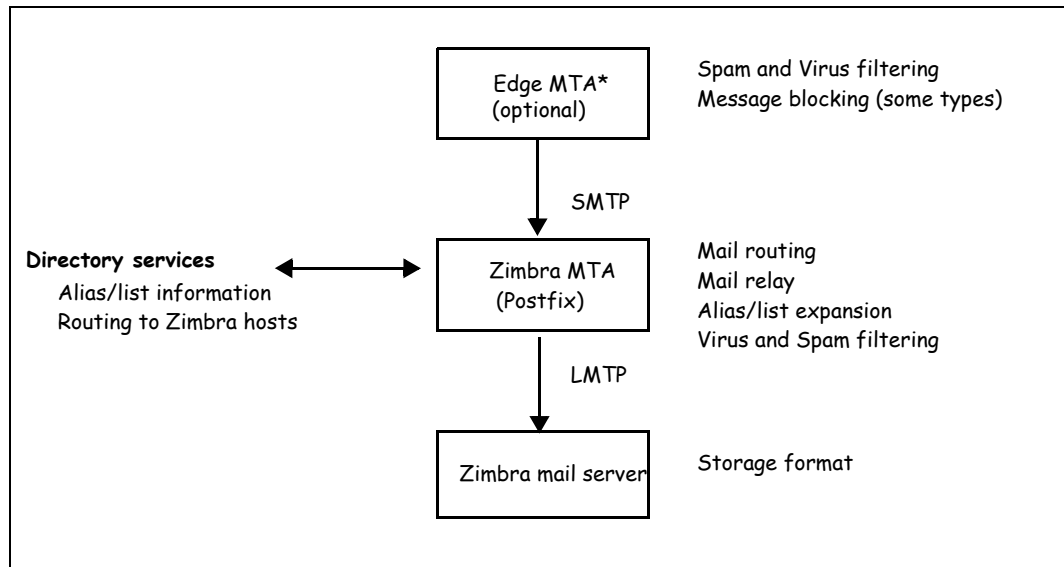 Edge MTA*
(optional)
Spam and Virus filtering
Message blocking (some types)
SMTP
Directory services
Alias/list information
Routing to Zimbra hosts
Zimbra MTA
(Postfix)
Mail routing
Mail relay
Alias/list expansion
Virus and Spam filtering
LMTP
Zimbra mail server
Storage format